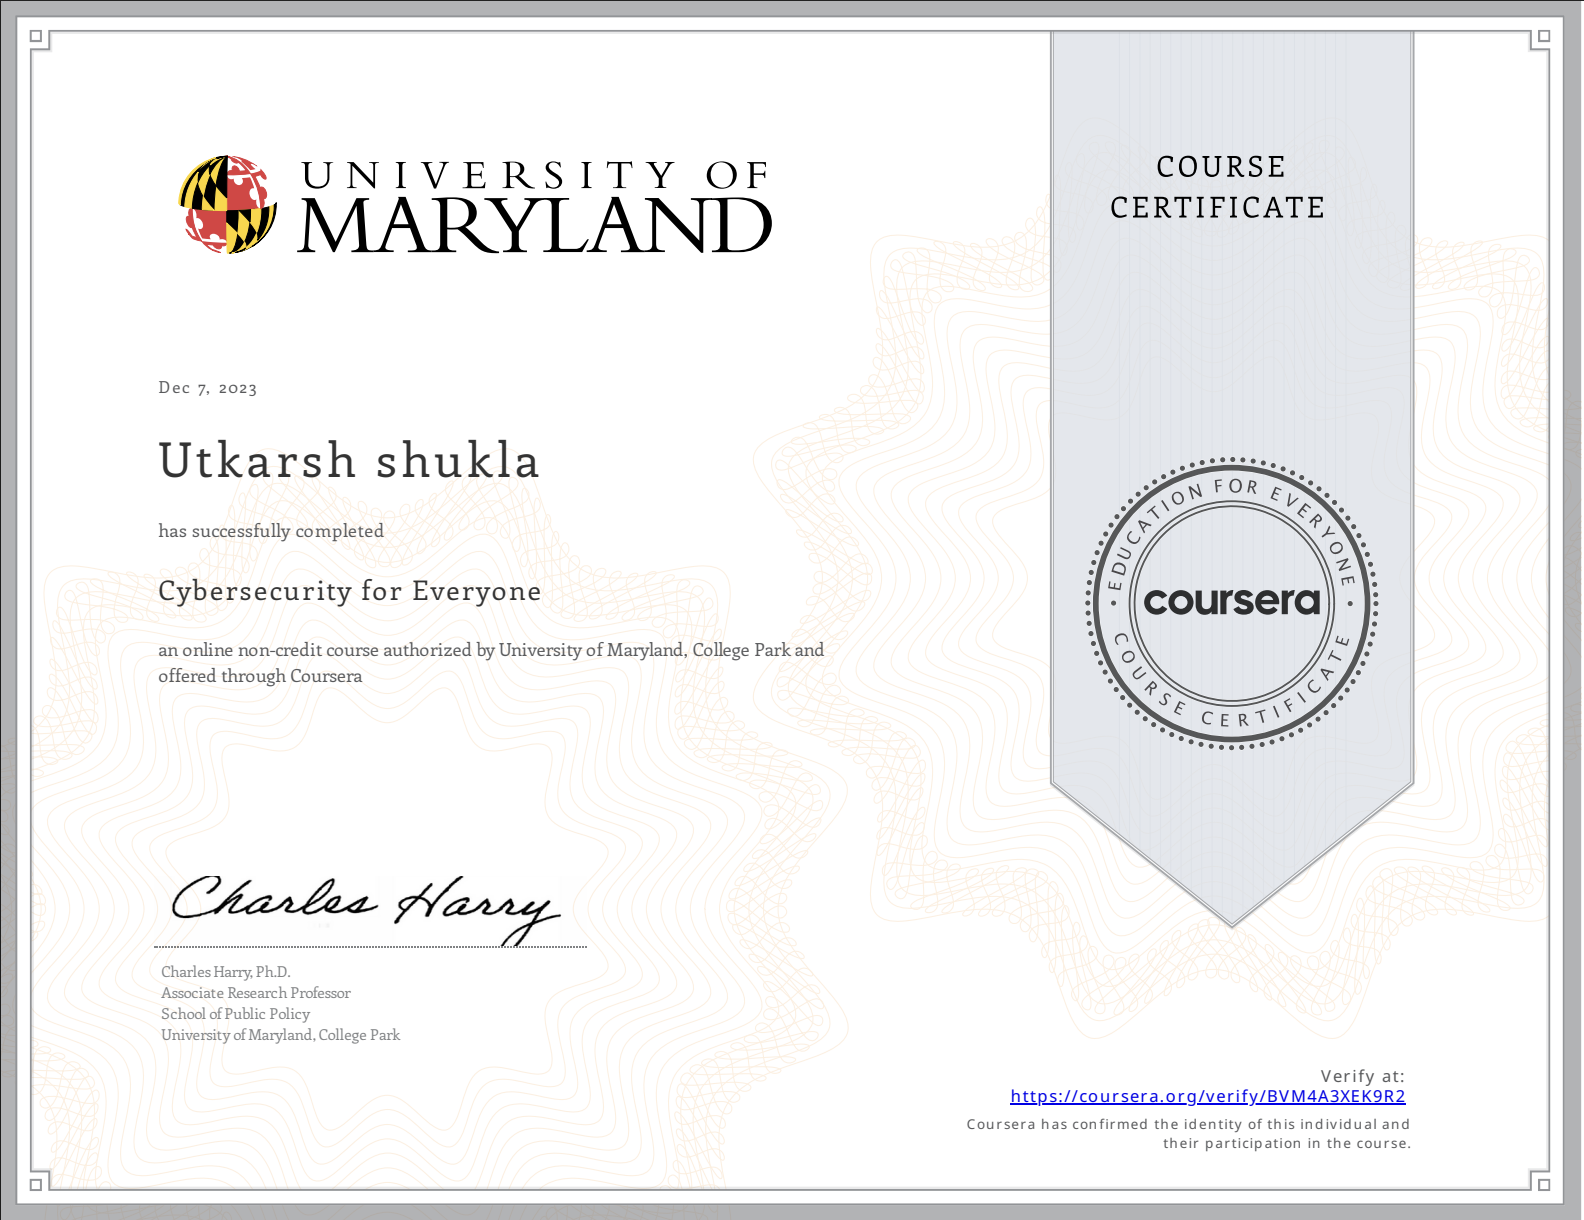 UNIVERSITY OF
MARYLAND
COURSE
CERTIFICATE
Dec 7, 2023
Utkarsh shukla
has successfully completed
Cybersecurity for Everyone
an online non-credit course authorized by University of Maryland, College Park and
offered through Coursera
EDUCATION FOR EVERYONE
coursera
COURSE CERTIFICATE
Charles Harry
Charles Harry, Ph.D.
Associate Research Professor
School of Public Policy
University of Maryland, College Park
Verify at:
https://coursera.org/verify/BVM4A3XEK9R2
Coursera has confirmed the identity of this individual and
their participation in the course.